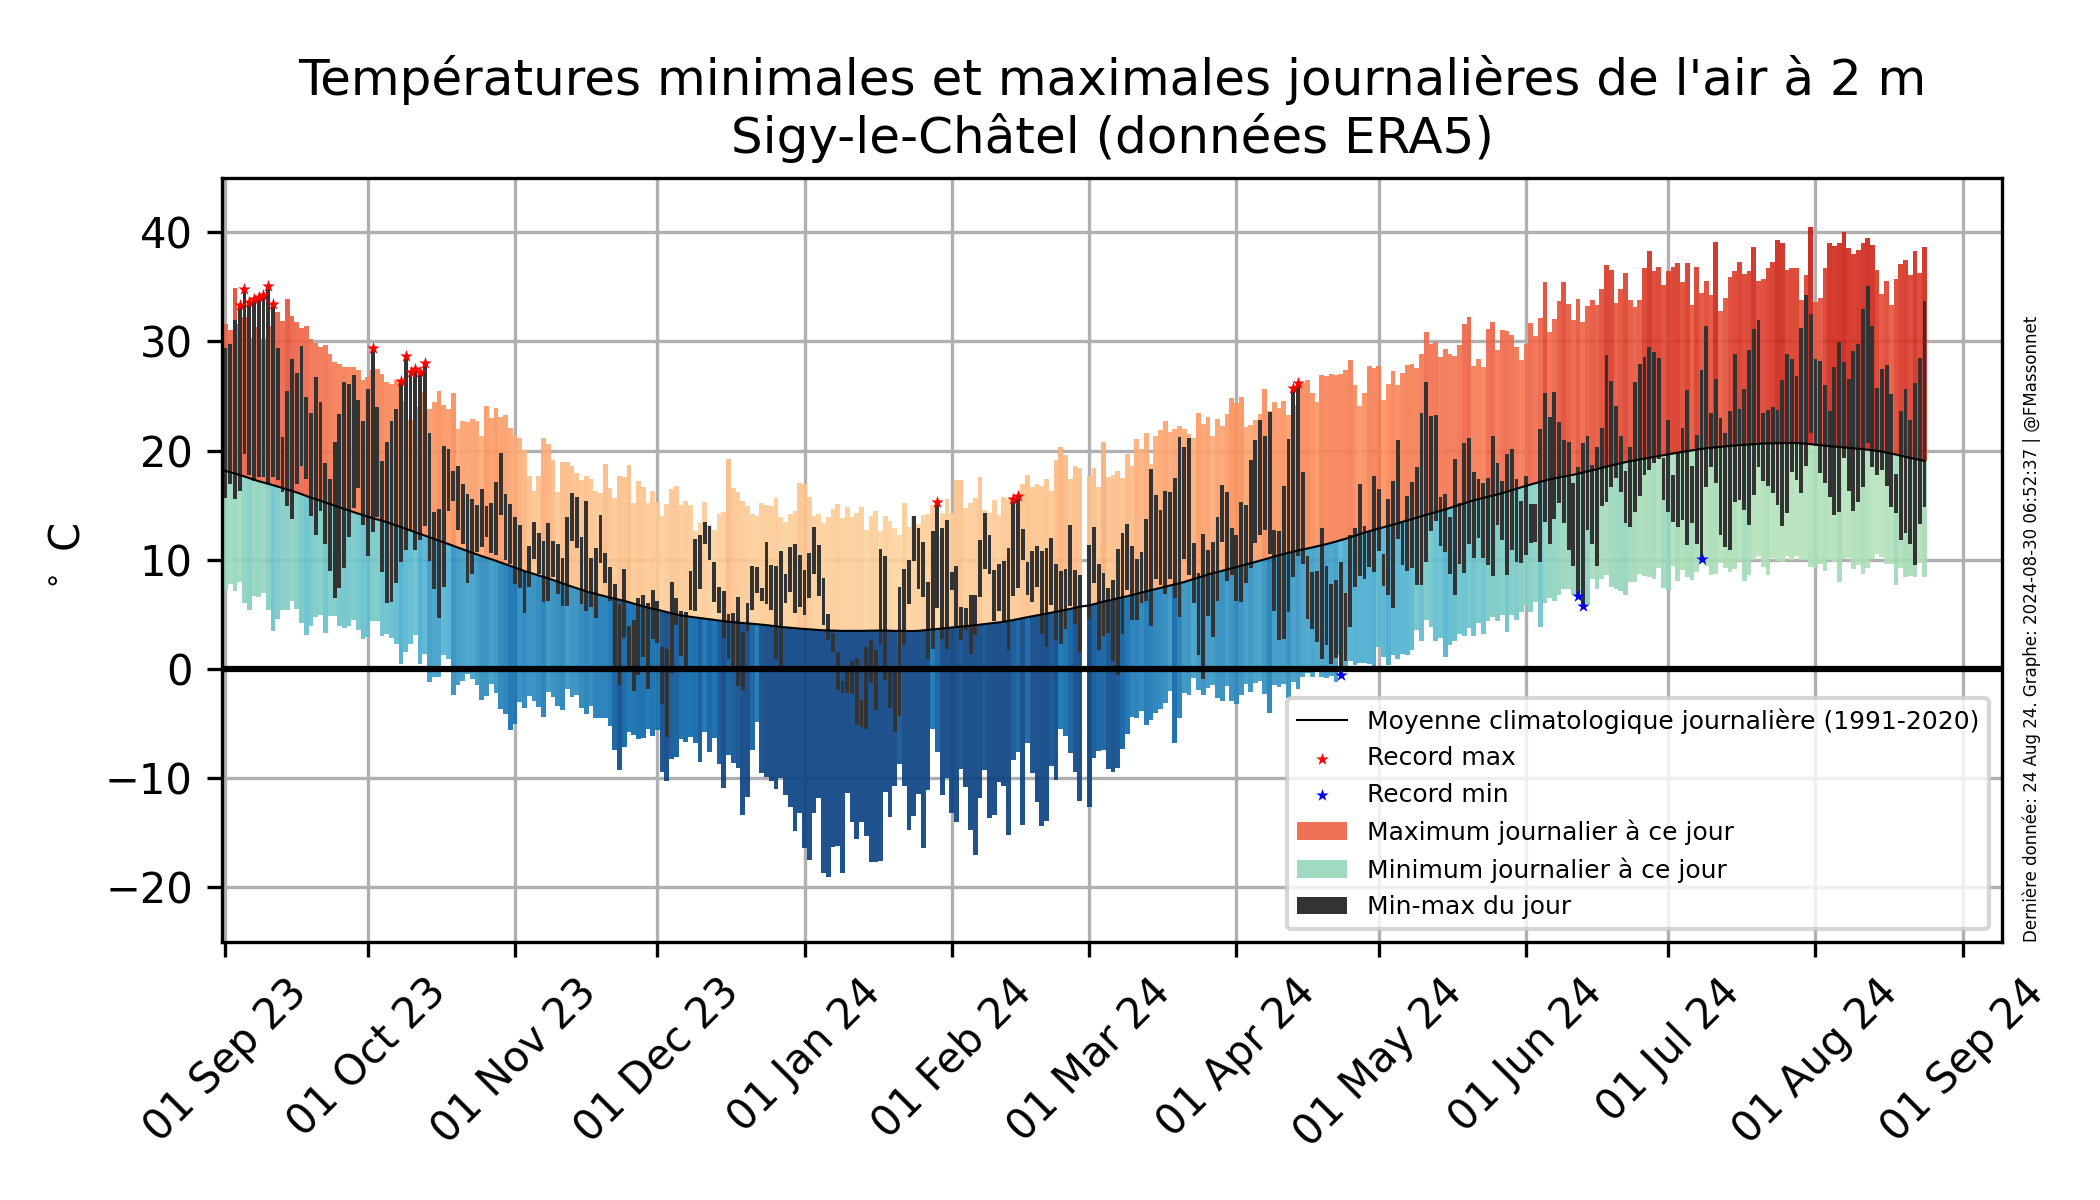 Températures minimales et maximales journalières de l'air à 2 m
Sigy-le-Châtel (données ERA5)
° C
40
30
20
10
0
−10
−20
01 Sep 23
01 Oct 23
01 Nov 23
01 Dec 23
01 Jan 24
01 Feb 24
01 Mar 24
01 Apr 24
01 May 24
01 Jun 24
01 Jul 24
01 Aug 24
01 Sep 24
Moyenne climatologique journalière (1991-2020)
Record max
Record min
Maximum journalier à ce jour
Minimum journalier à ce jour
Min-max du jour
Dernière donnée: 24 Aug 24. Graphe: 2024-08-30 06:52:37 | @FMassonnet